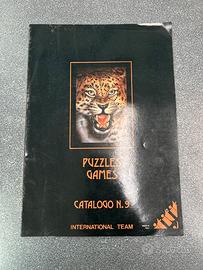 PUZZLES
GAMES
CATALOGO N.9
INTERNATIONAL TEAM